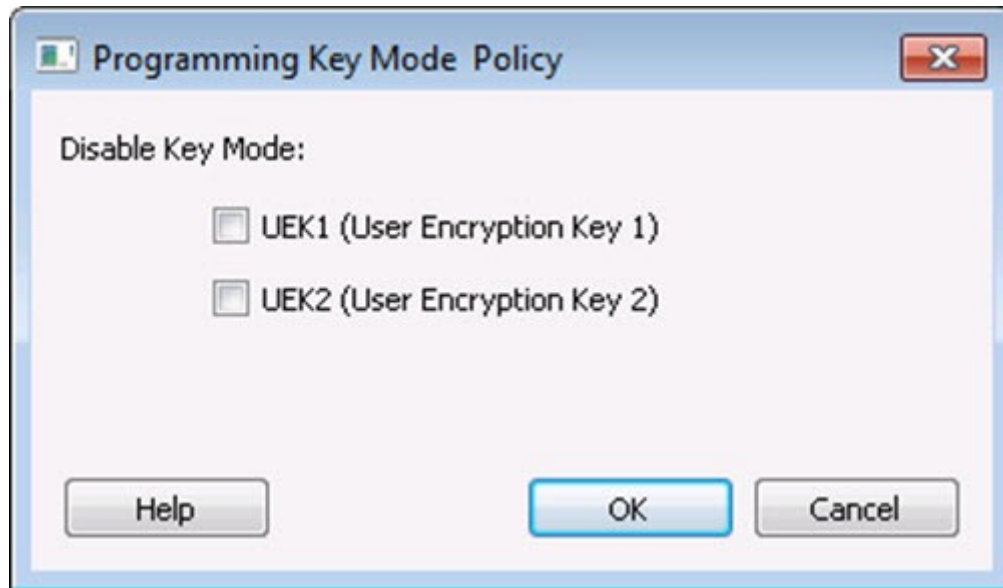 Programming Key Mode Policy
Disable Key Mode:
UEK1 (User Encryption Key 1)
UEK2 (User Encryption Key 2)
Help OK Cancel